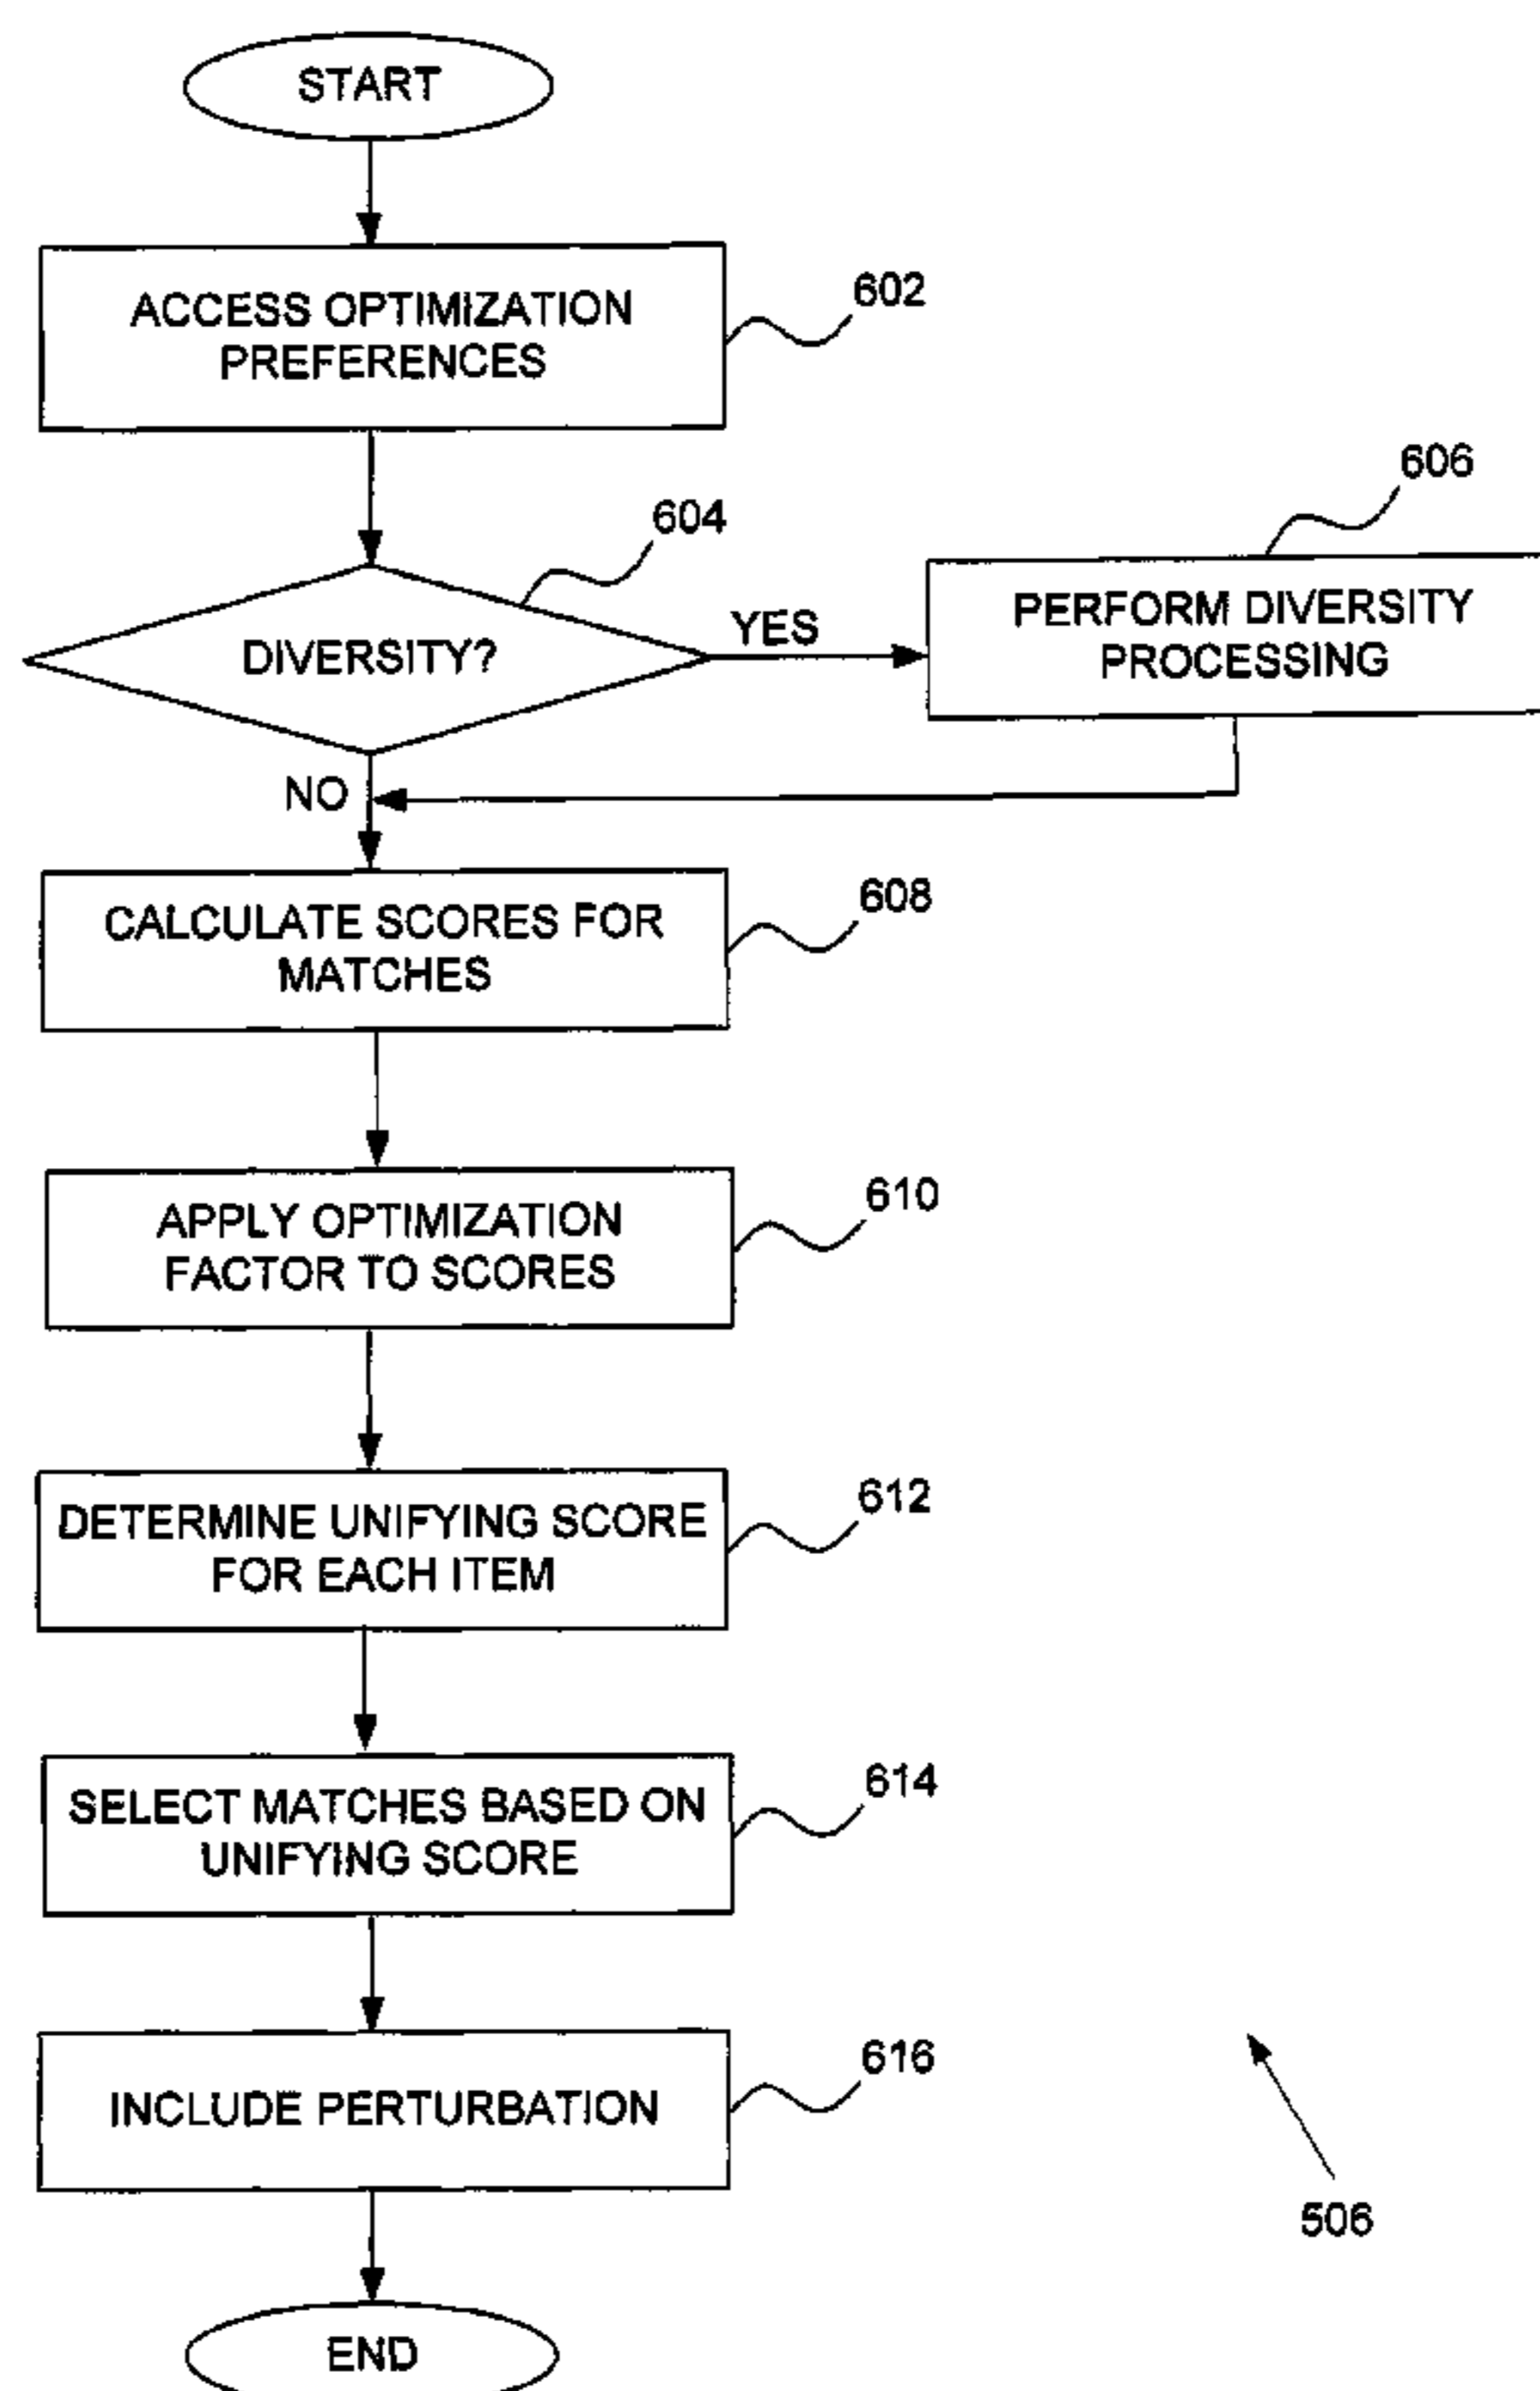 START
ACCESS OPTIMIZATION
PREFERENCES
602
604
DIVERSITY?
YES
606
PERFORM DIVERSITY
PROCESSING
NO
CALCULATE SCORES FOR
MATCHES
608
APPLY OPTIMIZATION
FACTOR TO SCORES
610
DETERMINE UNIFYING SCORE
FOR EACH ITEM
612
SELECT MATCHES BASED ON
UNIFYING SCORE
614
INCLUDE PERTURBATION
616
506
END